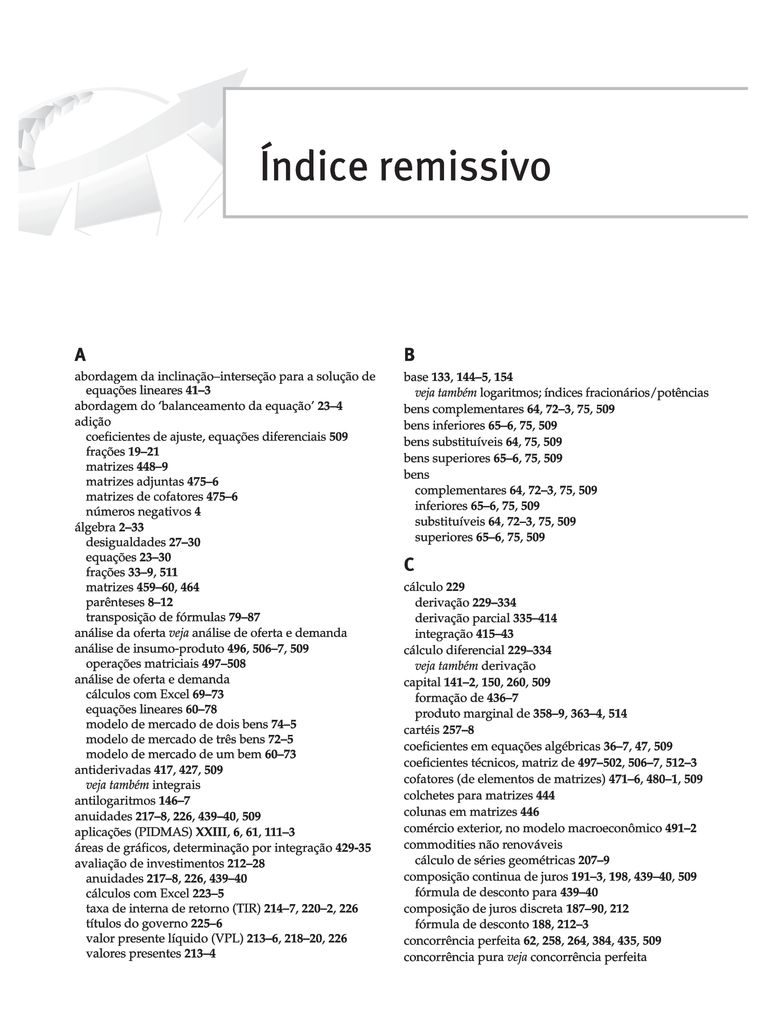 Índice remissivo
A
abordagem da inclinação–interseção para a solução de
equações lineares 41–3
abordagem do ‘balanceamento da equação’ 23–4
adição
coeficientes de ajuste, equações diferenciais 509
frações 19–21
matrizes 448–9
matrizes adjuntas 475–6
matrizes de cofatores 475–6
números negativos 4
álgebra 2–33
desigualdades 27–30
equações 23–30
frações 33–9, 511
matrizes 459–60, 464
parênteses 8–12
transposição de fórmulas 79–87
análise da oferta veja análise de oferta e demanda
análise de insumo-produto 496, 506–7, 509
operações matriciais 497–508
análise de oferta e demanda
cálculos com Excel 69–73
equações lineares 60–78
modelo de mercado de dois bens 74–5
modelo de mercado de três bens 72–5
modelo de mercado de um bem 60–73
antiderivadas 417, 427, 509
veja também integrais
antilogaritmos 146–7
anuidades 217–8, 226, 439–40, 509
aplicações (PIDMAS) XXIII, 6, 61, 111–3
áreas de gráficos, determinação por integração 429-35
avaliação de investimentos 212–28
anuidades 217–8, 226, 439–40
cálculos com Excel 223–5
taxa de interna de retorno (TIR) 214–7, 220–2, 226
títulos do governo 225–6
valor presente líquido (VPL) 213–6, 218–20, 226
valores presentes 213–4
B
base 133, 144–5, 154
veja também logaritmos; índices fracionários/potências
bens complementares 64, 72–3, 75, 509
bens inferiores 65–6, 75, 509
bens substituíveis 64, 75, 509
bens superiores 65–6, 75, 509
bens
complementares 64, 72–3, 75, 509
inferiores 65–6, 75, 509
substituíveis 64, 72–3, 75, 509
superiores 65–6, 75, 509
C
cálculo 229
derivação 229–334
derivação parcial 335–414
integração 415–43
cálculo diferencial 229–334
veja também derivação
capital 141–2, 150, 260, 509
formação de 436–7
produto marginal de 358–9, 363–4, 514
cartéis 257–8
coeficientes em equações algébricas 36–7, 47, 509
coeficientes técnicos, matriz de 497–502, 506–7, 512–3
cofatores (de elementos de matrizes) 471–6, 480–1, 509
colchetes para matrizes 444
colunas em matrizes 446
comércio exterior, no modelo macroeconômico 491–2
commodities não renováveis
cálculo de séries geométricas 207–9
composição continua de juros 191–3, 198, 439–40, 509
fórmula de desconto para 439–40
composição de juros discreta 187–90, 212
fórmula de desconto 188, 212–3
concorrência perfeita 62, 258, 264, 384, 435, 509
concorrência pura veja concorrência perfeita